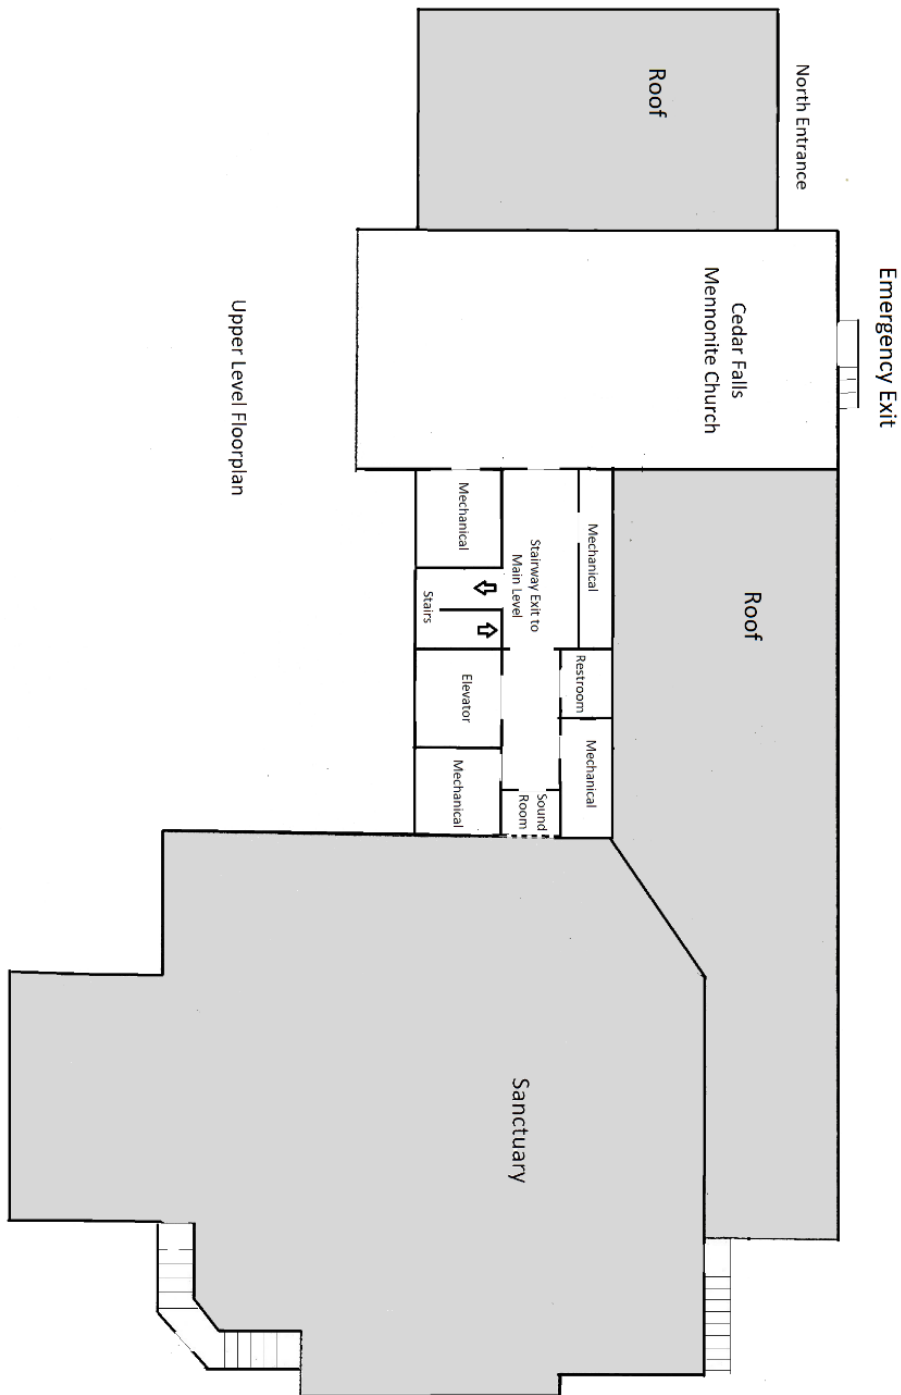 North Entrance
Roof
Emergency Exit
Cedar Falls
Mennonite Church
Upper Level Floorplan
Roof
Mechanical
Stairway Exit to
Main Level
Mechanical
Stairs
Restroom
Elevator
Mechanical
Sound
Room
Mechanical
Sanctuary